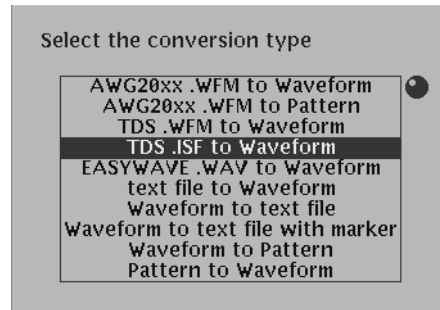 Select the conversion type
AWG20xx .WFM to Waveform
AWG20xx .WFM to Pattern
TDS .WFM to Waveform
TDS .ISF to Waveform
EASYWAVE .WAV to Waveform
text file to Waveform
Waveform to text file
Waveform to text file with marker
Waveform to Pattern
Pattern to Waveform